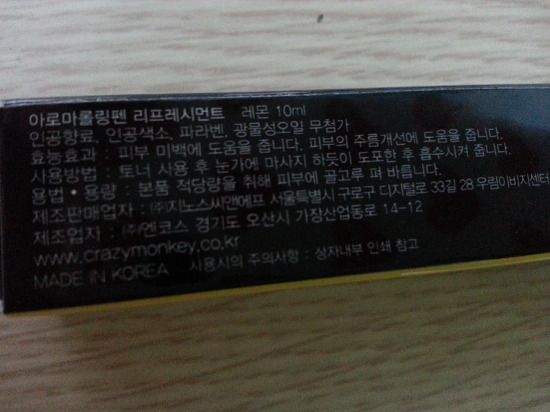 아로마롤링펜 리프레시먼트 레몬 10ml
인공향료, 인공색소, 파라벤, 광물성오일 무첨가
효능효과 : 피부 미백에 도움을 줍니다. 피부의 주름개선에 도움을 줍니다.
사용방법 : 토너 사용 후 눈가에 마사지 하듯이 도포한 후 흡수시켜 줍니다.
용법·용량 : 본품 적당량을 취해 피부에 골고루 펴 바릅니다.
제조판매업자 : ㈜지노스씨앤에프 서울특별시 구로구 디지털로 33길 28 우림이비지센터
제조업자 : ㈜엔코스 경기도 오산시 가장산업동로 14-12
www.crazymonkey.co.kr
MADE IN KOREA 사용시의 주의사항 : 상자내부 인쇄 참고